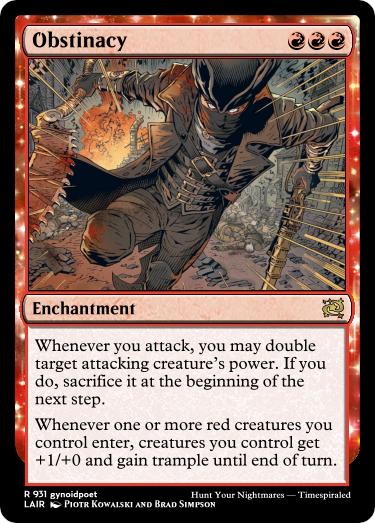 Obstinacy
Enchantment
Whenever you attack, you may double
target attacking creature's power. If you
do, sacrifice it at the beginning of the
next step.
Whenever one or more red creatures you
control enter, creatures you control get
+1/+0 and gain trample until end of turn.
R 931 gynoidpoet
Hunt Your Nightmares — Timespiraled
LAIR Piotr Kowalski and Brad Simpson